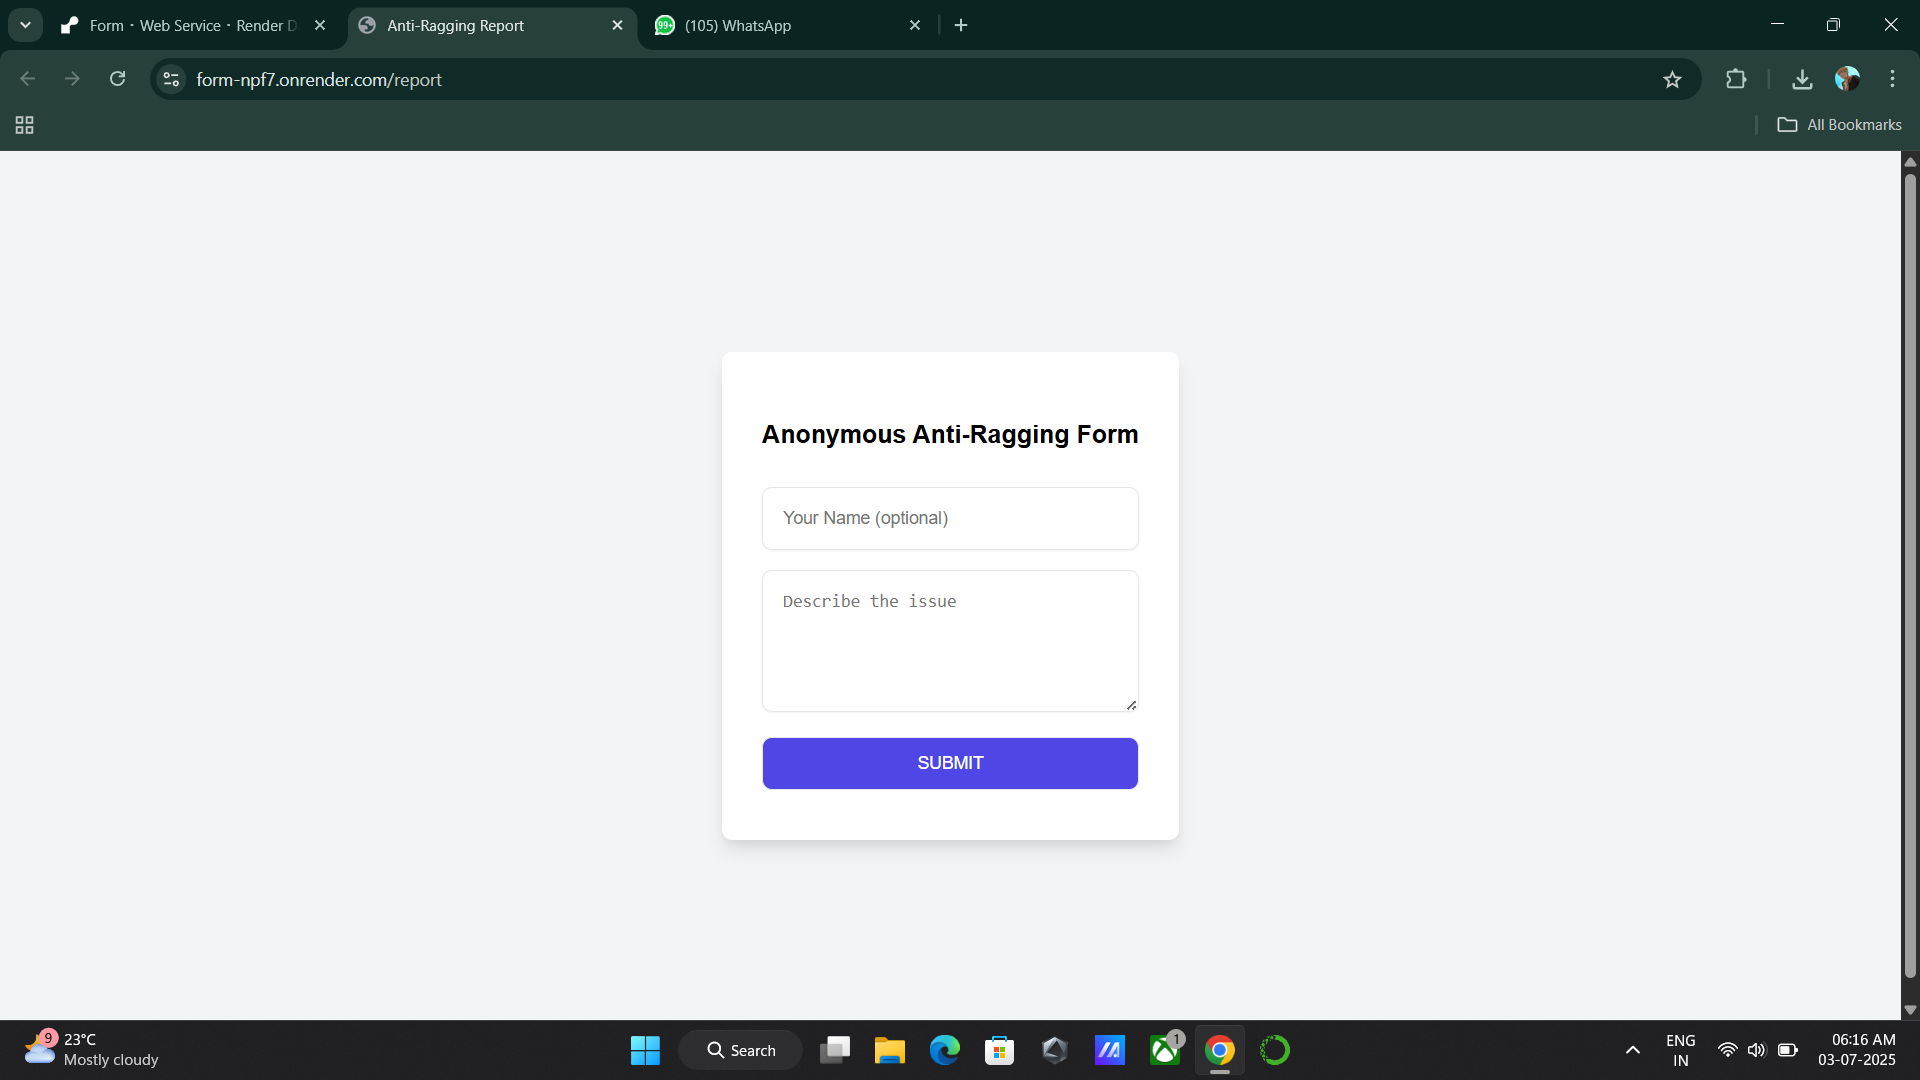 Form · Web Service · Render D
Anti-Ragging Report
99+
(105) WhatsApp
form-npf7.onrender.com/report
All Bookmarks
Anonymous Anti-Ragging Form
Your Name (optional)
Describe the issue
SUBMIT
9
23°C
Mostly cloudy
Search
1
ENG
IN
06:16 AM
03-07-2025